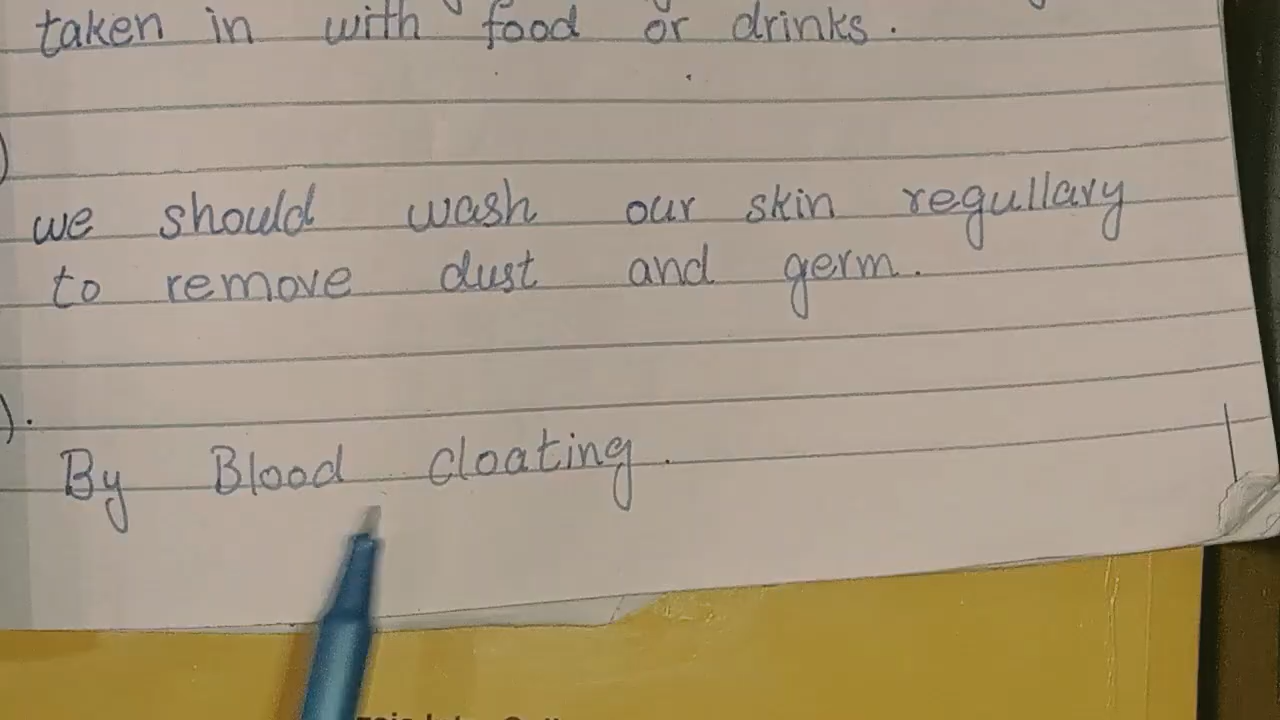 taken in with food or drinks.
)
we should wash our skin regullary
to remove dust and germ.
).
By Blood cloating.